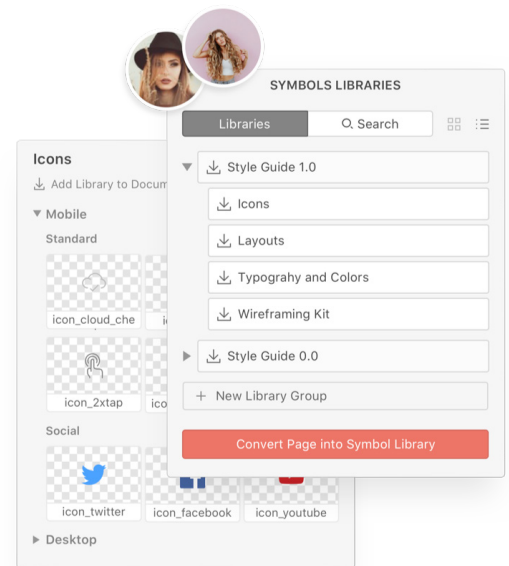 SYMBOLS LIBRARIES
Libraries
Search
Style Guide 1.0
Icons
Layouts
Typograhy and Colors
Wireframing Kit
Style Guide 0.0
+ New Library Group
Convert Page into Symbol Library
Icons
Add Library to Docum
Mobile
Standard
icon_cloud_che
icon_2xtap
ico
Social
icon_twitter
icon_facebook
icon_youtube
Desktop